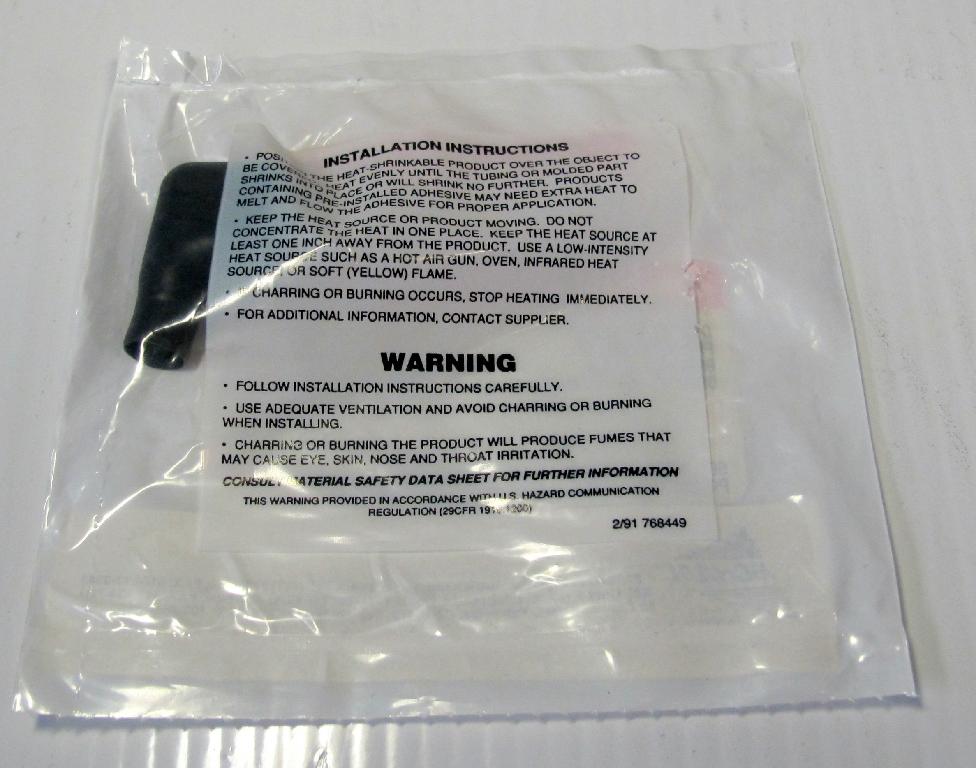 INSTALLATION INSTRUCTIONS
• THE HEAT-SHRINKABLE PRODUCT OVER THE OBJECT TO
BE HEAT EVENLY UNTIL THE TUBING OR MOLDED PART
SHRINKS INTO PLACE OR WILL SHRINK NO FURTHER. PRODUCTS
CONTAINING PRE-INSTALLED ADHESIVE MAY NEED EXTRA HEAT TO
MELT AND FLOW THE ADHESIVE FOR PROPER APPLICATION.
• KEEP THE HEAT SOURCE OR PRODUCT MOVING. DO NOT
CONCENTRATE THE HEAT IN ONE PLACE. KEEP THE HEAT SOURCE AT
LEAST ONE INCH AWAY FROM THE PRODUCT. USE A LOW-INTENSITY
HEAT SOURCE SUCH AS A HOT AIR GUN, OVEN, INFRARED HEAT
SOURCE, OR SOFT (YELLOW) FLAME.
• IF CHARRING OR BURNING OCCURS, STOP HEATING IMMEDIATELY.
• FOR ADDITIONAL INFORMATION, CONTACT SUPPLIER.
WARNING
• FOLLOW INSTALLATION INSTRUCTIONS CAREFULLY.
• USE ADEQUATE VENTILATION AND AVOID CHARRING OR BURNING
WHEN INSTALLING.
• CHARRING OR BURNING THE PRODUCT WILL PRODUCE FUMES THAT
MAY CAUSE EYE, SKIN, NOSE AND THROAT IRRITATION.
CONSULT MATERIAL SAFETY DATA SHEET FOR FURTHER INFORMATION
THIS WARNING PROVIDED IN ACCORDANCE WITH U.S. HAZARD COMMUNICATION
REGULATION (29CFR 1910.1200)
2/91 768449